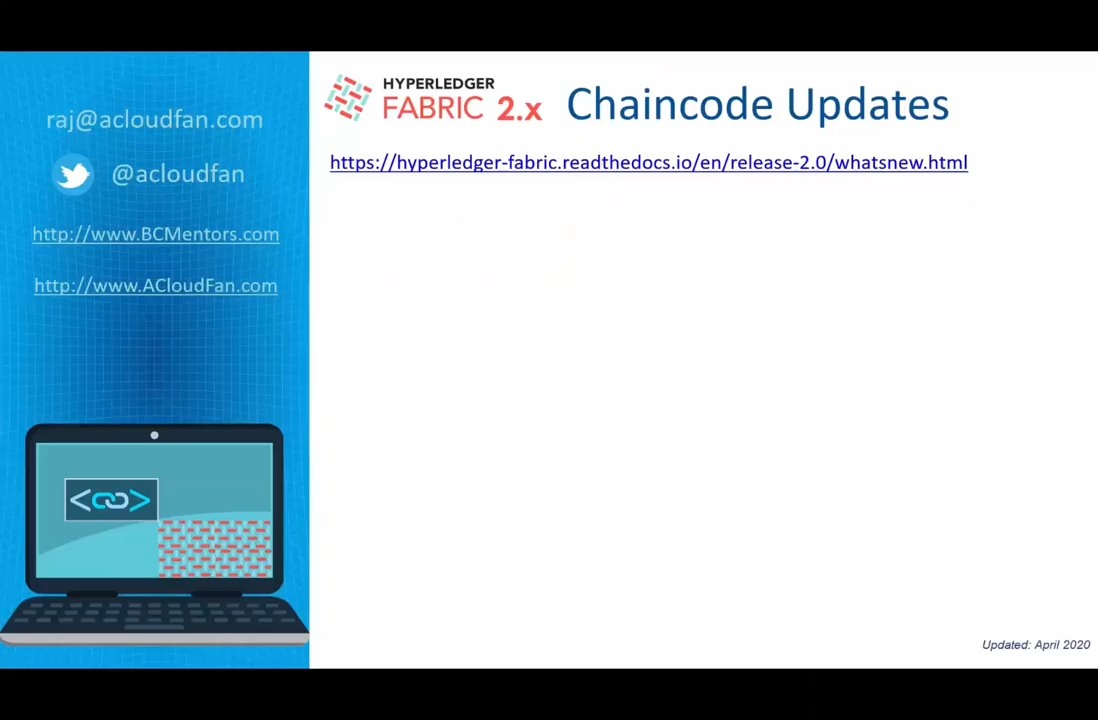 raj@acloudfan.com
@acloudfan
http://www.BCMentors.com
http://www.ACloudFan.com
HYPERLEDGER
FABRIC 2.x Chaincode Updates
https://hyperledger-fabric.readthedocs.io/en/release-2.0/whatsnew.html
Updated: April 2020